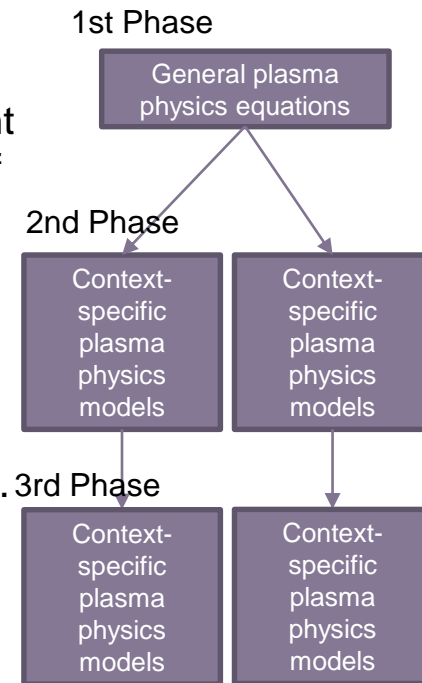 1st Phase
General plasma
physics equations
nt
2nd Phase
Context-
specific
plasma
physics
models
Context-
specific
plasma
physics
models
. 3rd Phase
Context-
specific
plasma
physics
models
Context-
specific
plasma
physics
models